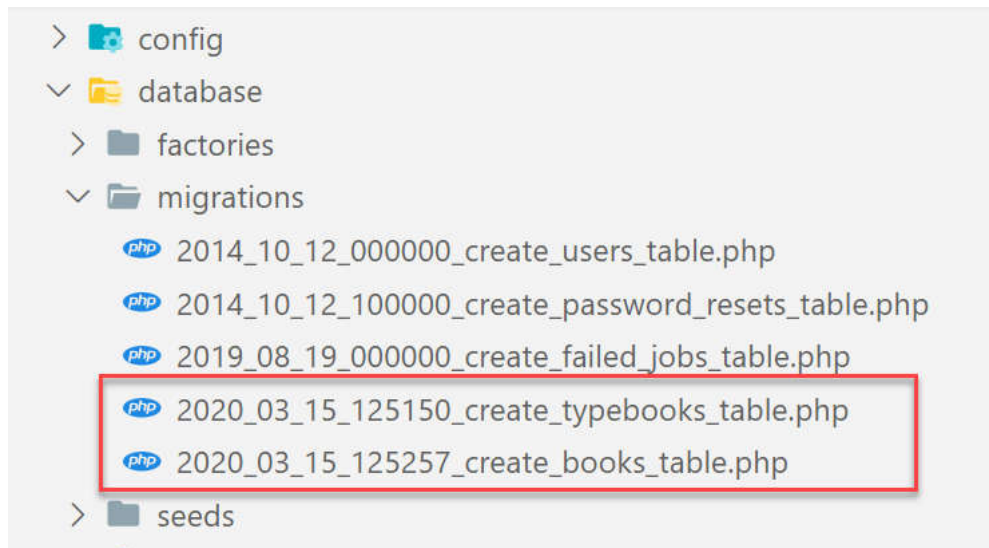 config
database
factories
migrations
php 2014_10_12_000000_create_users_table.php
php 2014_10_12_100000_create_password_resets_table.php
php 2019_08_19_000000_create_failed_jobs_table.php
php 2020_03_15_125150_create_typebooks_table.php
php 2020_03_15_125257_create_books_table.php
seeds